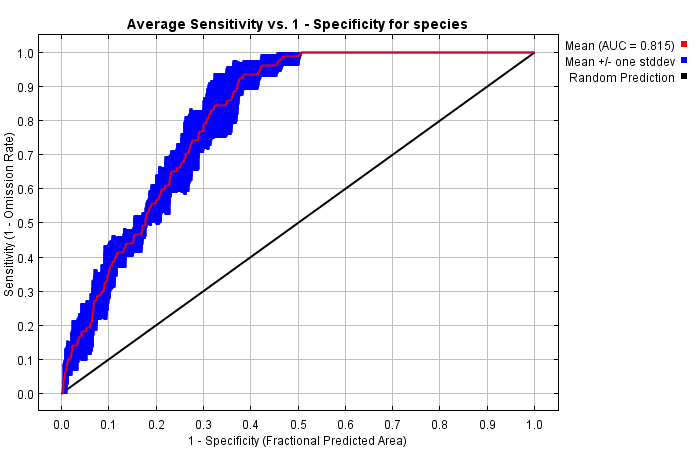 Average Sensitivity vs. 1 - Specificity for species
Mean (AUC = 0.815)
Mean +/- one stddev
Random Prediction
Sensitivity (1 - Omission Rate)
1.0
0.9
0.8
0.7
0.6
0.5
0.4
0.3
0.2
0.1
0.0
0.0 0.1 0.2 0.3 0.4 0.5 0.6 0.7 0.8 0.9 1.0
1 - Specificity (Fractional Predicted Area)